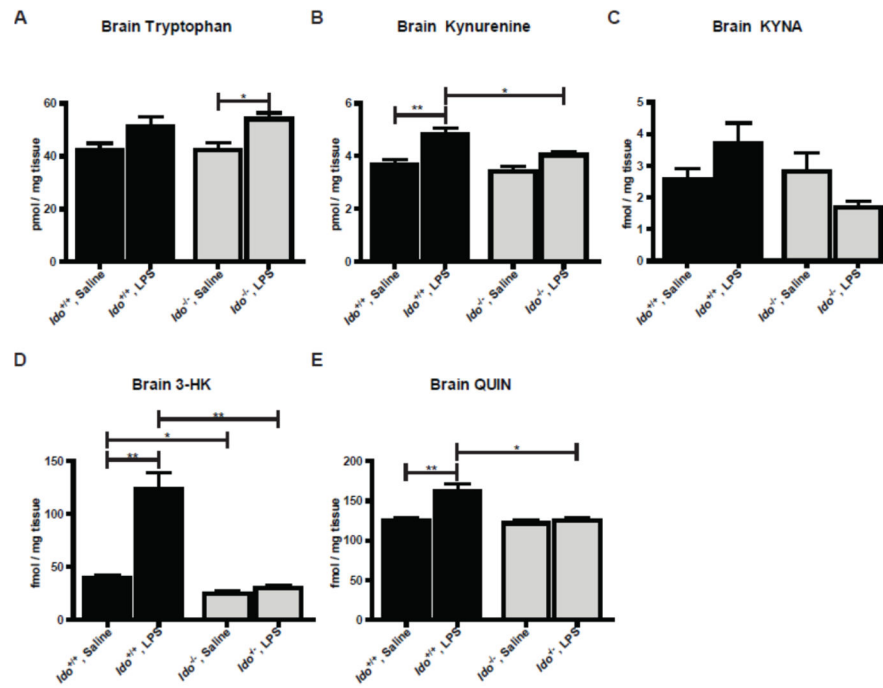 A
Brain Tryptophan
pmol / mg tissue
60
40
20
0
*
Ido+/+, Saline
Ido+/+, LPS
Ido-/-, Saline
Ido-/-, LPS
B
Brain Kynurenine
pmol / mg tissue
6
4
2
0
**
*
Ido+/+, Saline
Ido+/+, LPS
Ido-/-, Saline
Ido-/-, LPS
C
Brain KYNA
fmol / mg tissue
5
4
3
2
1
0
Ido+/+, Saline
Ido+/+, LPS
Ido-/-, Saline
Ido-/-, LPS
D
Brain 3-HK
fmol / mg tissue
150
100
50
0
**
*
**
Ido+/+, Saline
Ido+/+, LPS
Ido-/-, Saline
Ido-/-, LPS
E
Brain QUIN
fmol / mg tissue
200
150
100
50
0
**
*
Ido+/+, Saline
Ido+/+, LPS
Ido-/-, Saline
Ido-/-, LPS